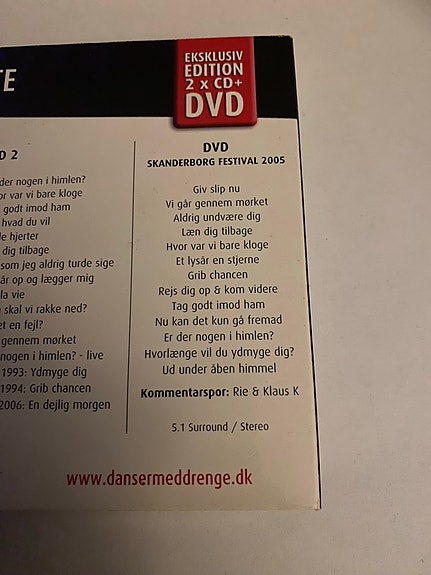 TE
EKSKLUSIV
EDITION
2 x CD+
DVD
D 2
der nogen i himlen?
or var vi bare kloge
godt imod ham
hvad du vil
le hjerter
dig tilbage
som jeg aldrig turde sige
år op og lægger mig
la vie
skal vi rakke ned?
et en fejl?
gennem mørket
nogen i himlen? - live
1993: Ydmyge dig
1994: Grib chancen
2006: En dejlig morgen
DVD
SKANDERBORG FESTIVAL 2005
Giv slip nu
Vi går gennem mørket
Aldrig undvære dig
Læn dig tilbage
Hvor var vi bare kloge
Et lysår en stjerne
Grib chancen
Rejs dig op & kom videre
Tag godt imod ham
Nu kan det kun gå fremad
Er der nogen i himlen?
Hvorlænge vil du ydmyge dig?
Ud under åben himmel
Kommentarspor: Rie & Klaus K
5.1 Surround / Stereo
www.dansermeddrenge.dk